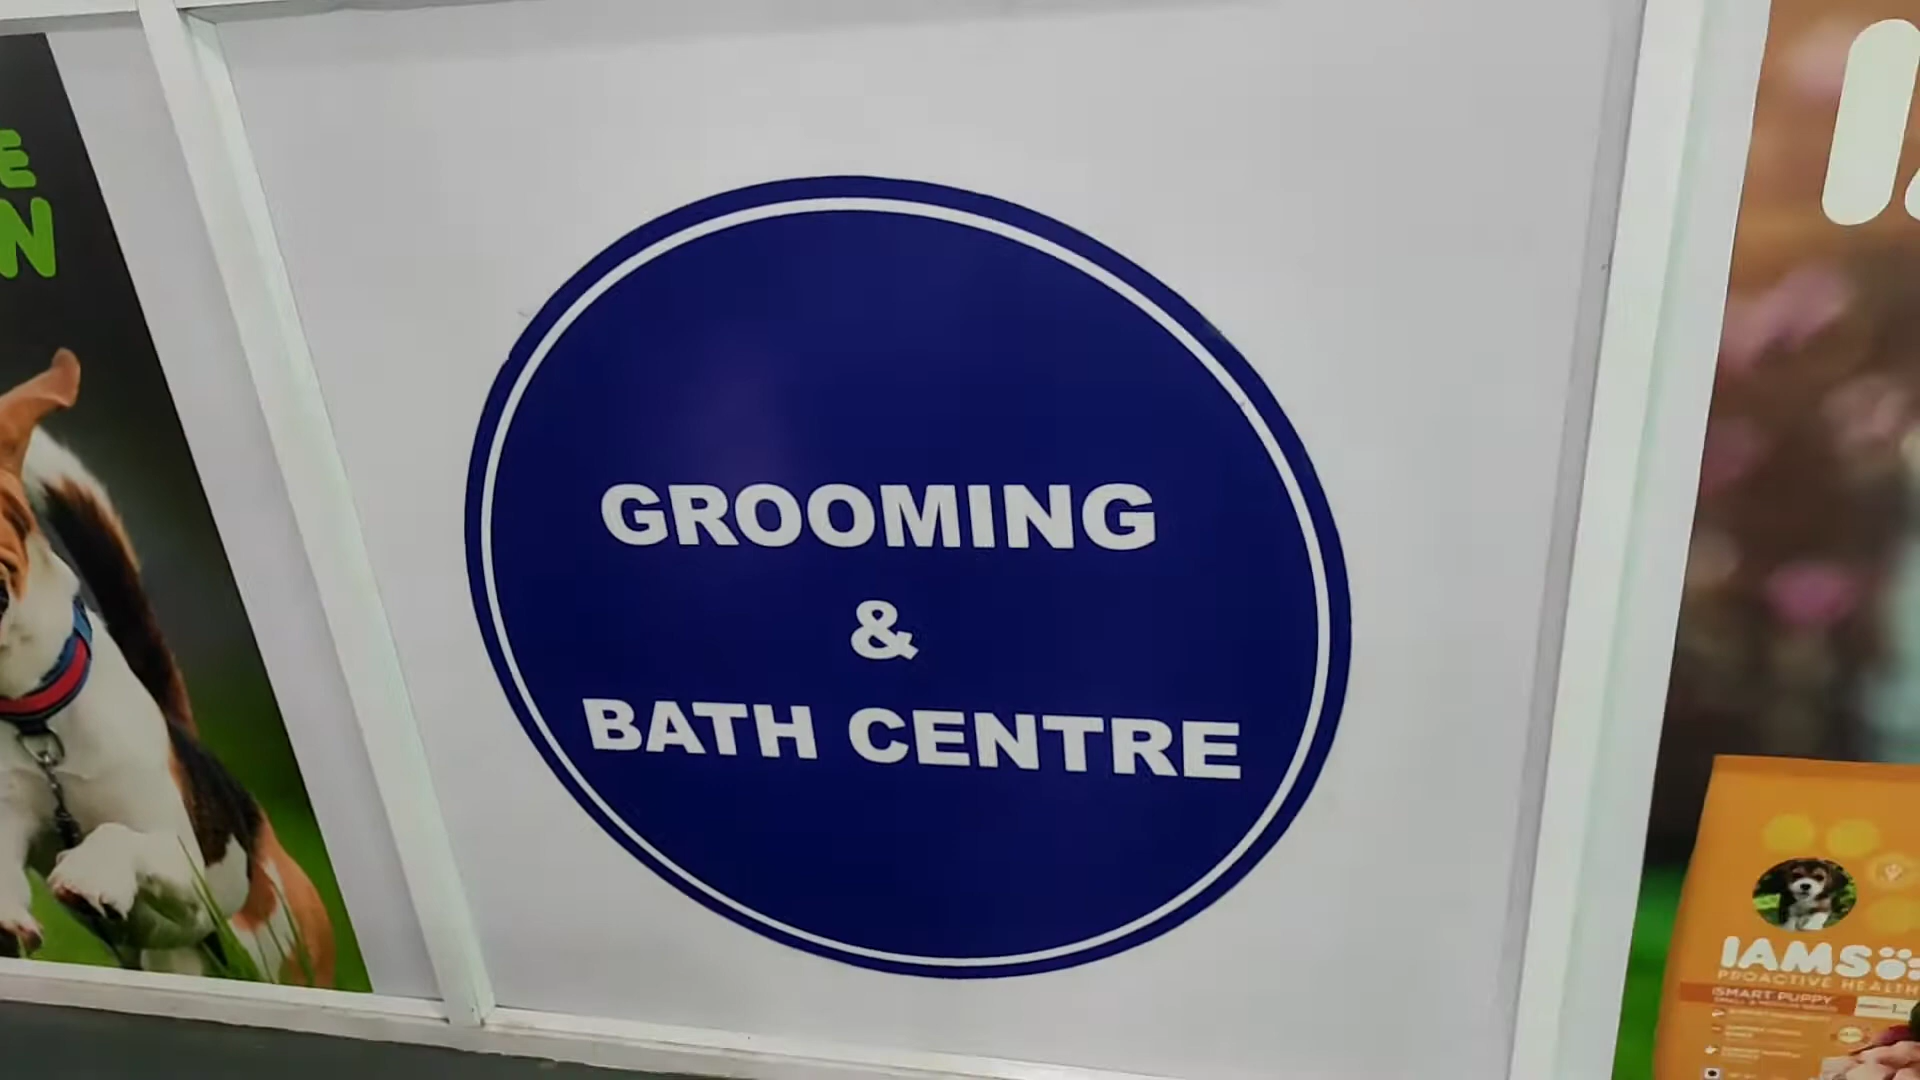 E
N
GROOMING
&
BATH CENTRE
IAMS
PROACTIVE HEALTH
SMART PUPPY